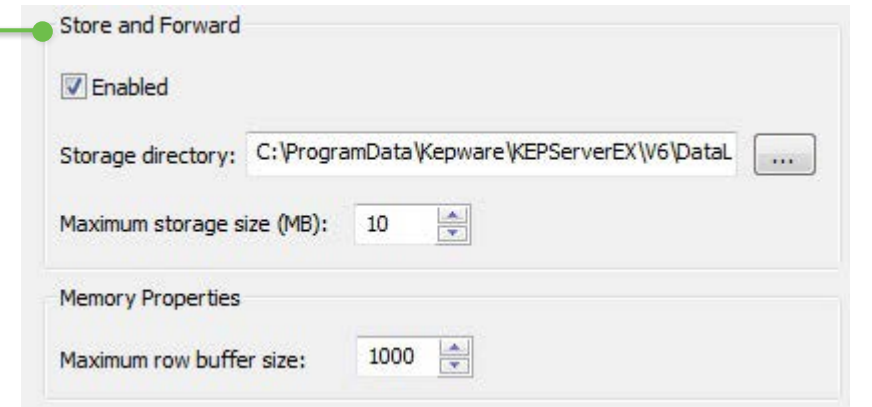 Store and Forward
Enabled
Storage directory: C:\ProgramData\Kepware\KEPServerEX\V6\DataL ...
Maximum storage size (MB): 10
Memory Properties
Maximum row buffer size: 1000